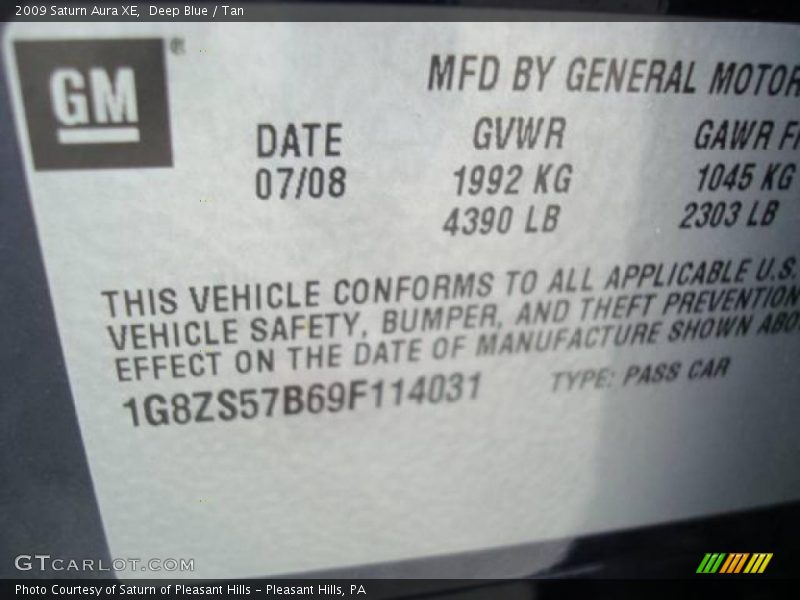 2009 Saturn Aura XE, Deep Blue / Tan
GM ®
MFD BY GENERAL MOTOR
DATE GVWR GAWR
07/08 1992 KG 1045 KG
4390 LB 2303 LB
THIS VEHICLE CONFORMS TO ALL APPLICABLE U.S.
VEHICLE SAFETY, BUMPER, AND THEFT PREVENTION
EFFECT ON THE DATE OF MANUFACTURE SHOWN ABO
1G8ZS57B69F114031 TYPE: PASS CAR
GTCARLOT.COM
Photo Courtesy of Saturn of Pleasant Hills - Pleasant Hills, PA